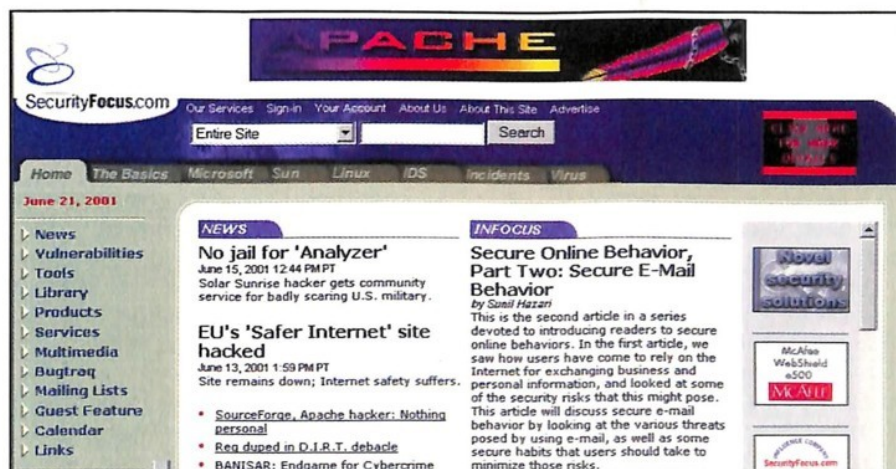 APACHE
SecurityFocus.com
Our Services Sign-in Your Account About Us About This Site Advertise
Entire Site Search
CLICK HERE
FOR MORE
DETAILS
Home The Basics Microsoft Sun Linux IDS Incidents Virus
June 21, 2001
News
Vulnerabilities
Tools
Library
Products
Services
Multimedia
Bugtraq
Mailing Lists
Guest Feature
Calendar
Links
NEWS
No jail for 'Analyzer'
June 15, 2001 12:44 PM PT
Solar Sunrise hacker gets community
service for badly scaring U.S. military.
EU's 'Safer Internet' site
hacked
June 13, 2001 1:59 PM PT
Site remains down; Internet safety suffers.
SourceForge, Apache hacker: Nothing
personal
Reg duped in D.I.R.T. debacle
BANISAR: Endgame for Cybercrime
INFOCUS
Secure Online Behavior,
Part Two: Secure E-Mail
Behavior
by Sunil Hazari
This is the second article in a series
devoted to introducing readers to secure
online behaviors. In the first article, we
saw how users have come to rely on the
Internet for exchanging business and
personal information, and looked at some
of the security risks that this might pose.
This article will discuss secure e-mail
behavior by looking at the various threats
posed by using e-mail, as well as some
secure habits that users should take to
minimize those risks.
Novel
security
solutions
McAfee
WebShield
e500
McAFEE
SecurityFocus.com